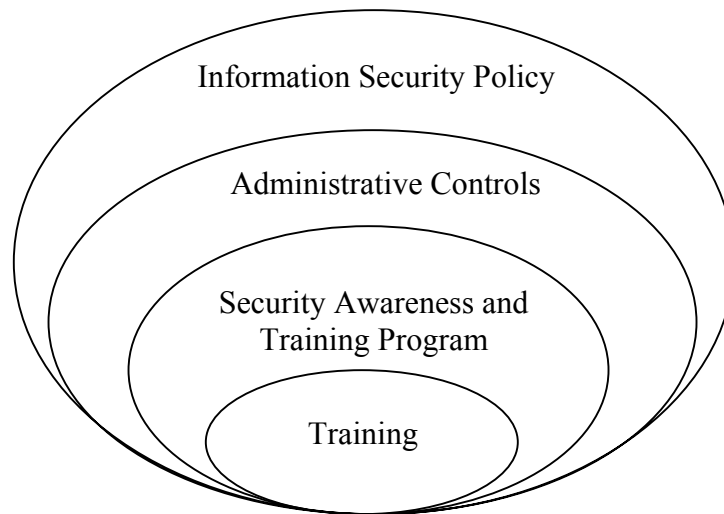 Information Security Policy
Administrative Controls
Security Awareness and
Training Program
Training